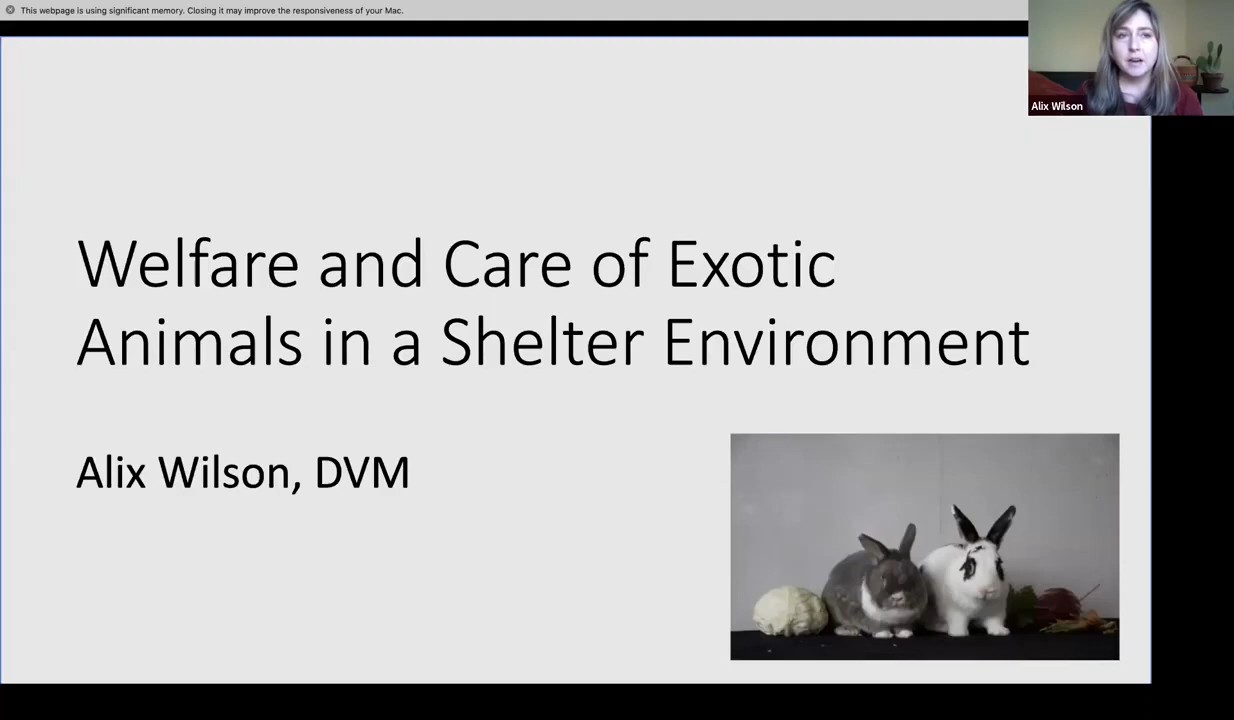 This webpage is using significant memory. Closing it may improve the responsiveness of your Mac.
Alix Wilson
Welfare and Care of Exotic
Animals in a Shelter Environment
Alix Wilson, DVM